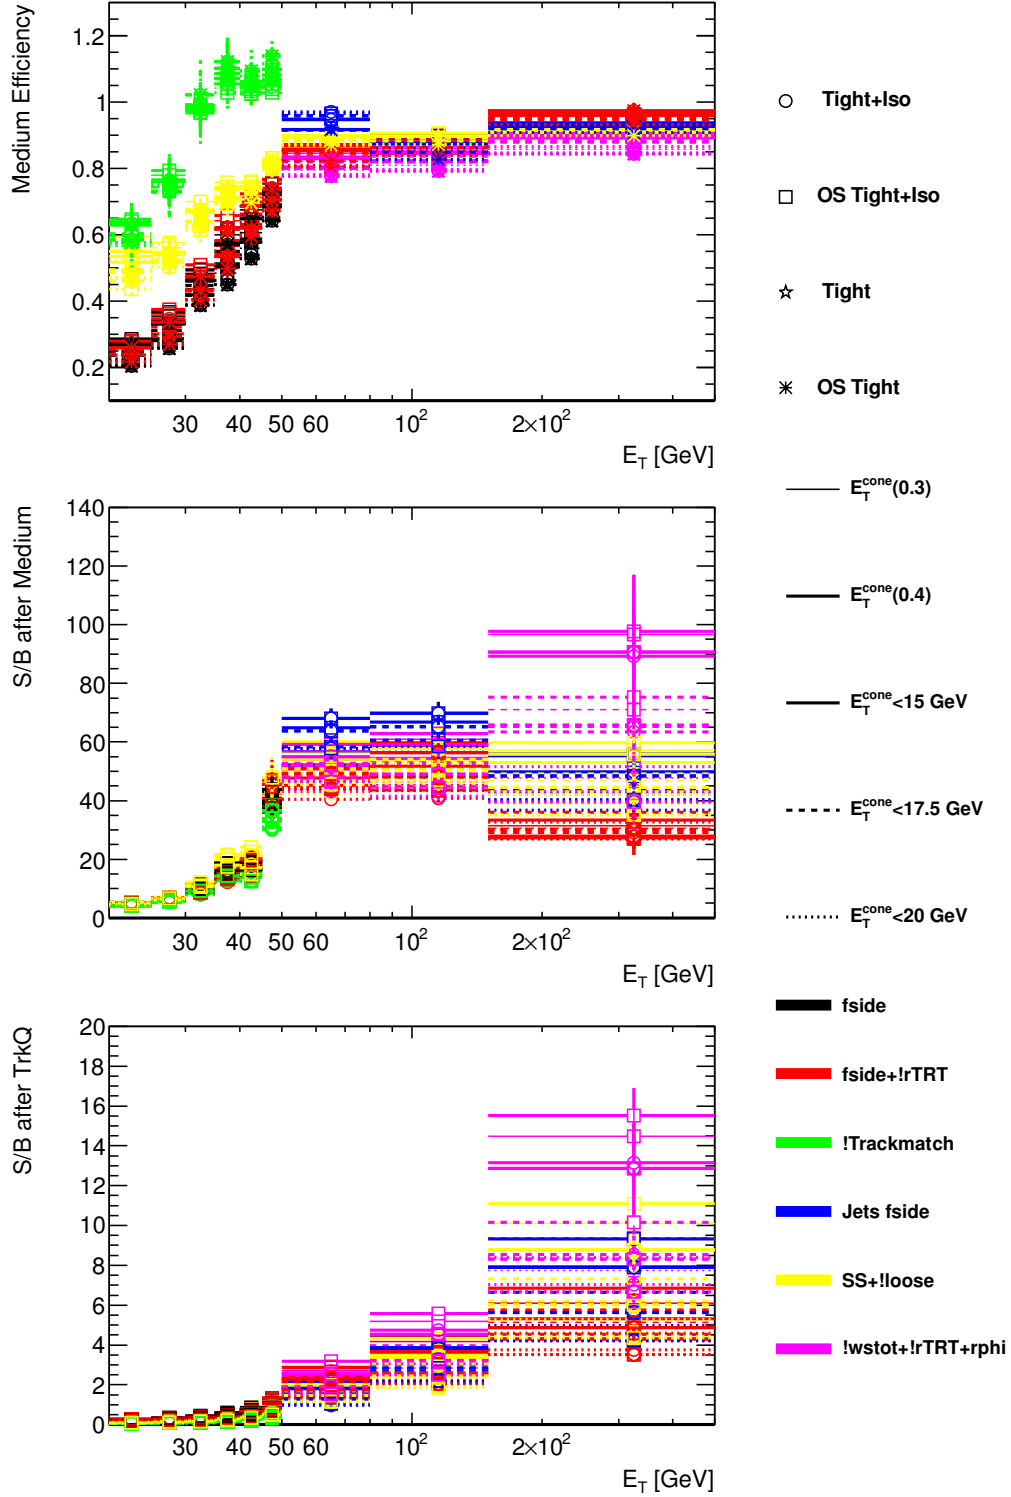 Medium Efficiency
1.2
1
0.8
0.6
0.4
0.2
30 40 50 60 10² 2×10²
E_T [GeV]
S/B after Medium
140
120
100
80
60
40
20
0
30 40 50 60 10² 2×10²
E_T [GeV]
S/B after TrkQ
20
18
16
14
12
10
8
6
4
2
0
30 40 50 60 10² 2×10²
E_T [GeV]
Tight+Iso
OS Tight+Iso
Tight
OS Tight
E_T^cone(0.3)
E_T^cone(0.4)
E_T^cone<15 GeV
E_T^cone<17.5 GeV
E_T^cone<20 GeV
fside
fside+!rTRT
!Trackmatch
Jets fside
SS+!loose
!wstot+!rTRT+rphi